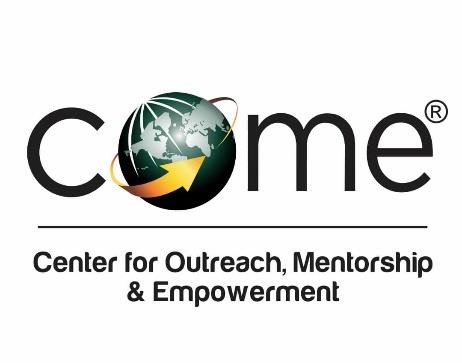 come®
Center for Outreach, Mentorship
& Empowerment